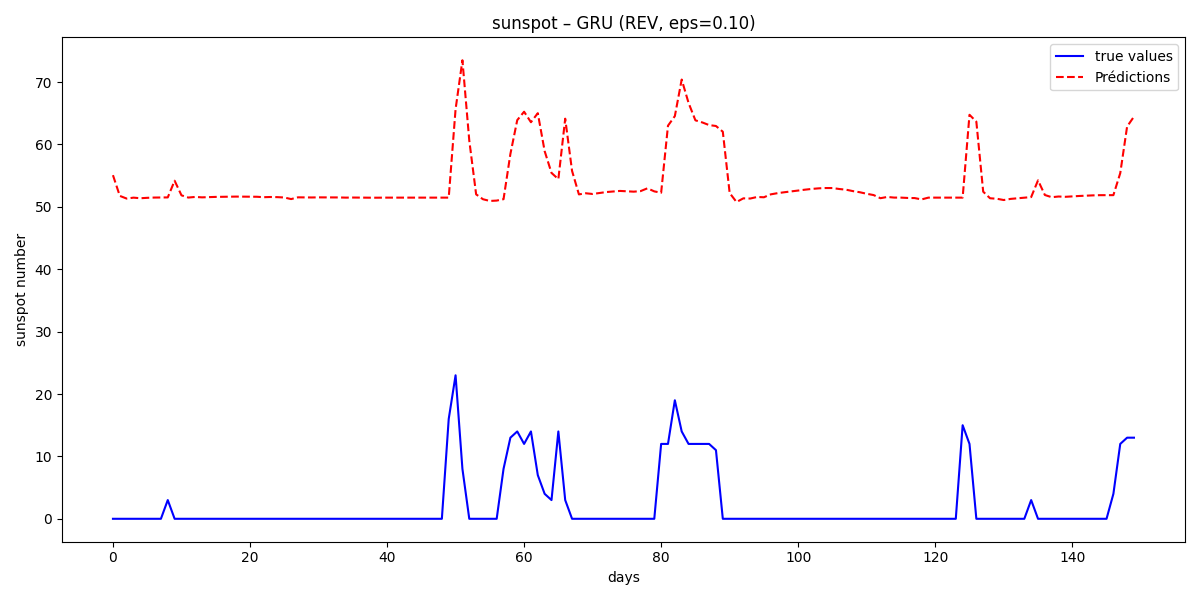 sunspot – GRU (REV, eps=0.10)
true values
Prédictions
70
60
50
40
30
20
10
0
sunspot number
0 20 40 60 80 100 120 140
days